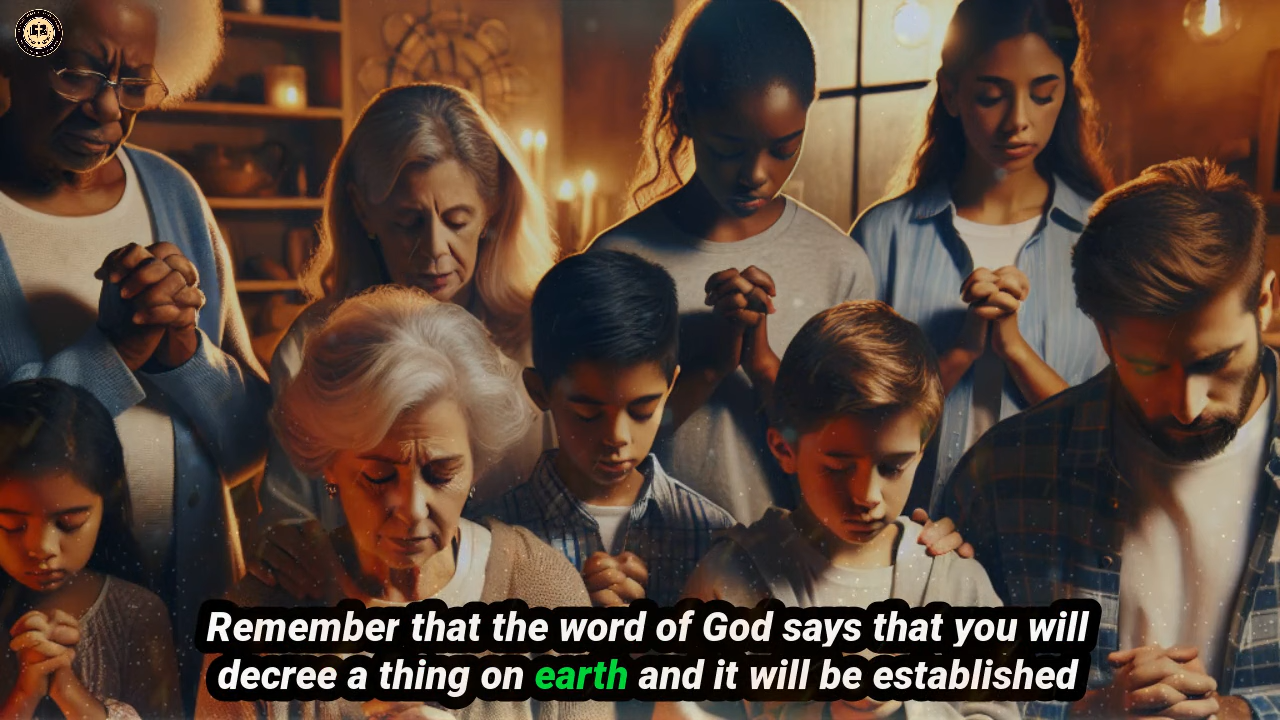 Remember that the word of God says that you will
decree a thing on earth and it will be established